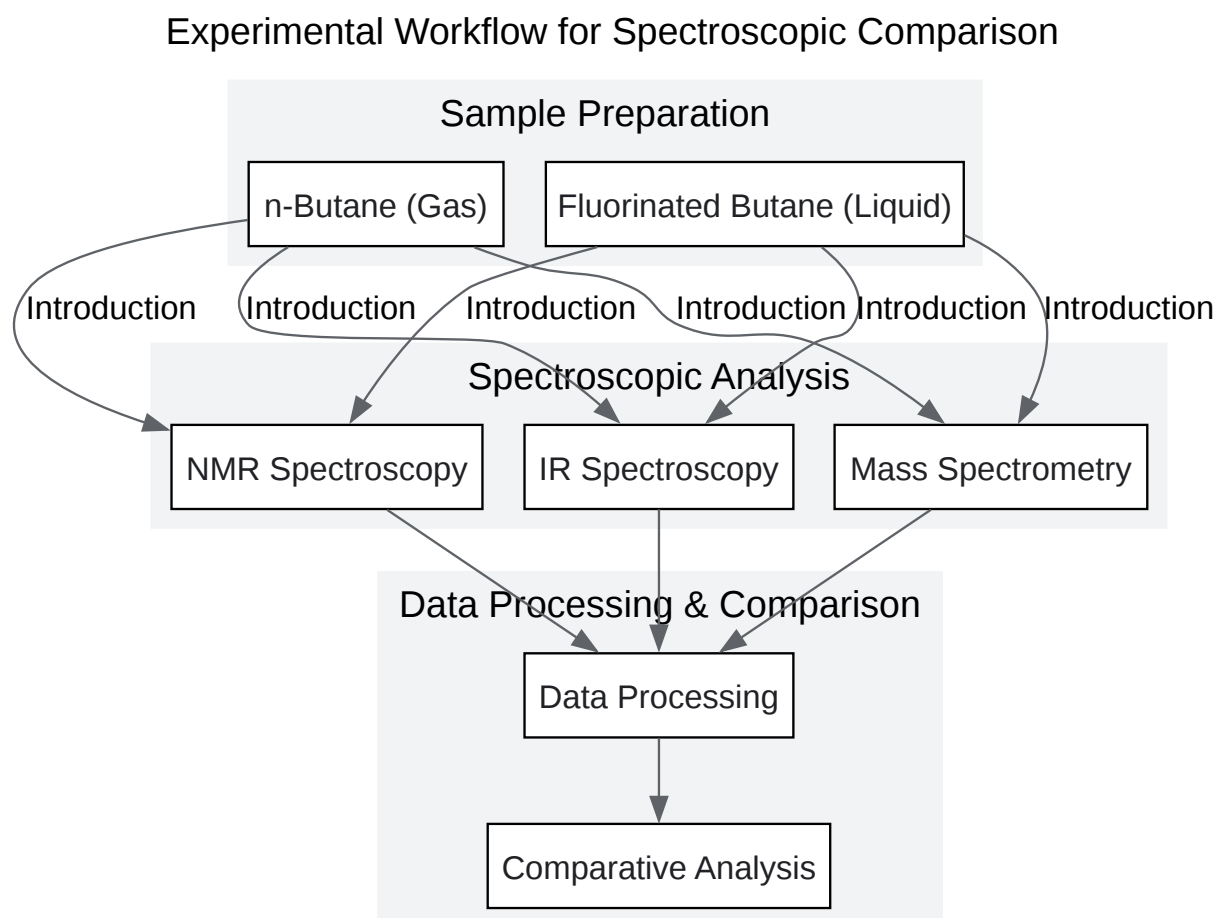 Experimental Workflow for Spectroscopic Comparison
Sample Preparation
n-Butane (Gas)
Fluorinated Butane (Liquid)
Introduction
Introduction
Introduction
Introduction
Introduction
Introduction
Spectroscopic Analysis
NMR Spectroscopy
IR Spectroscopy
Mass Spectrometry
Data Processing & Comparison
Data Processing
Comparative Analysis